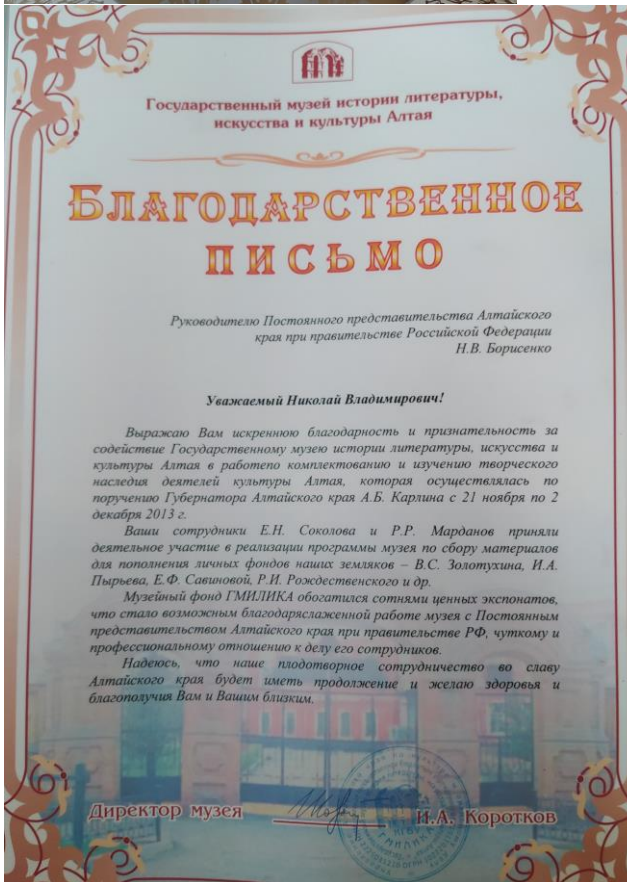 Государственный музей истории литературы,
искусства и культуры Алтая
БЛАГОДАРСТВЕННОЕ
ПИСЬМО
Руководителю Постоянного представительства Алтайского
края при правительстве Российской Федерации
Н.В. Борисенко
Уважаемый Николай Владимирович!
Выражаю Вам искреннюю благодарность и признательность за
содействие Государственному музею истории литературы, искусства и
культуры Алтая в работепо комплектованию и изучению творческого
наследия деятелей культуры Алтая, которая осуществлялась по
поручению Губернатора Алтайского края А.Б. Карлина с 21 ноября по 2
декабря 2013 г.
Ваши сотрудники Е.Н. Соколова и Р.Р. Марданов приняли
деятельное участие в реализации программы музея по сбору материалов
для пополнения личных фондов наших земляков – В.С. Золотухина, И.А.
Пырьева, Е.Ф. Савиновой, Р.И. Рождественского и др.
Музейный фонд ГМИЛИКА обогатился сотнями ценных экспонатов,
что стало возможным благодаряслаженной работе музея с Постоянным
представительством Алтайского края при правительстве РФ, чуткому и
профессиональному отношению к делу его сотрудников.
Надеюсь, что наше плодотворное сотрудничество во славу
Алтайского края будет иметь продолжение и желаю здоровья и
благополучия Вам и Вашим близким.
Директор музея И.А. Коротков
ГМИЛИКА